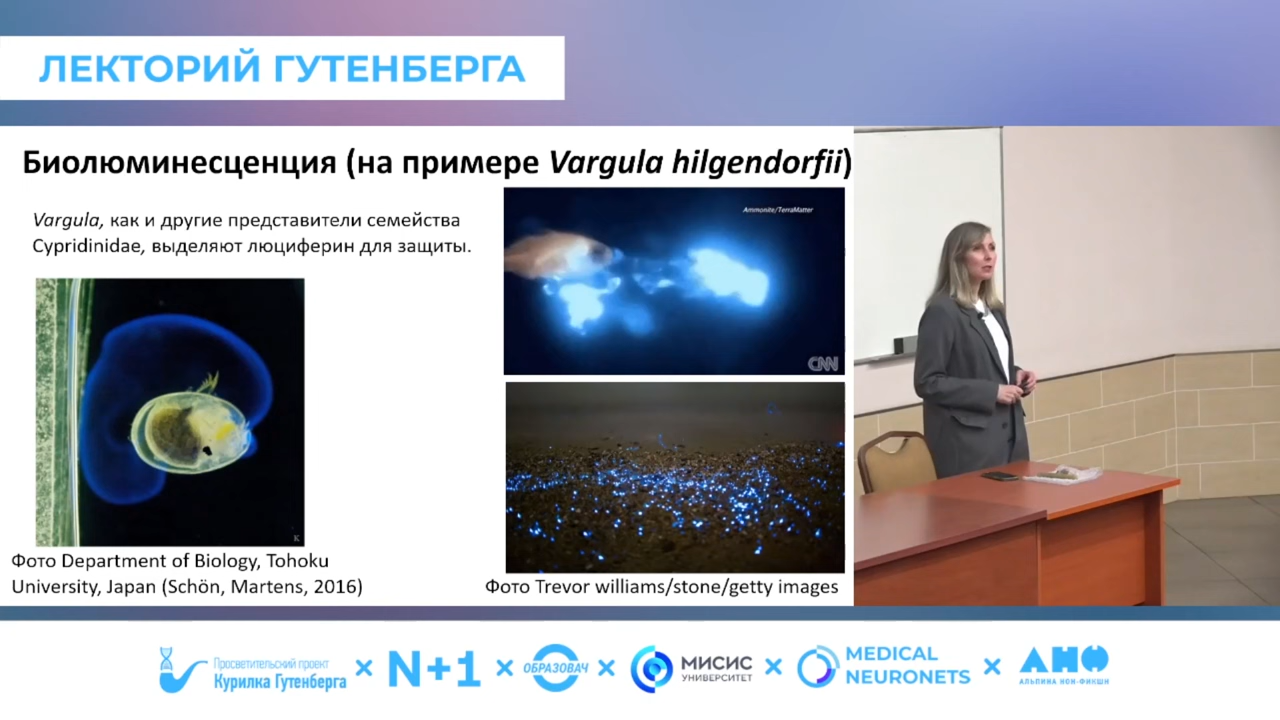 ЛЕКТОРИЙ ГУТЕНБЕРГА
Биолюминесценция (на примере Vargula hilgendorfii)
Vargula, как и другие представители семейства
Cypridinidae, выделяют люциферин для защиты.
Ammonite/TerraMatter
CNN
K
Фото Department of Biology, Tohoku
University, Japan (Schön, Martens, 2016)
Фото Trevor williams/stone/getty images
Просветительский проект
Курилка Гутенберга
× N+1 × ОБРАЗОВАЧ ×
МИСИС
УНИВЕРСИТЕТ
×
MEDICAL
NEURONETS
×
АНФ
АЛЬПИНА НОН-ФИКШН